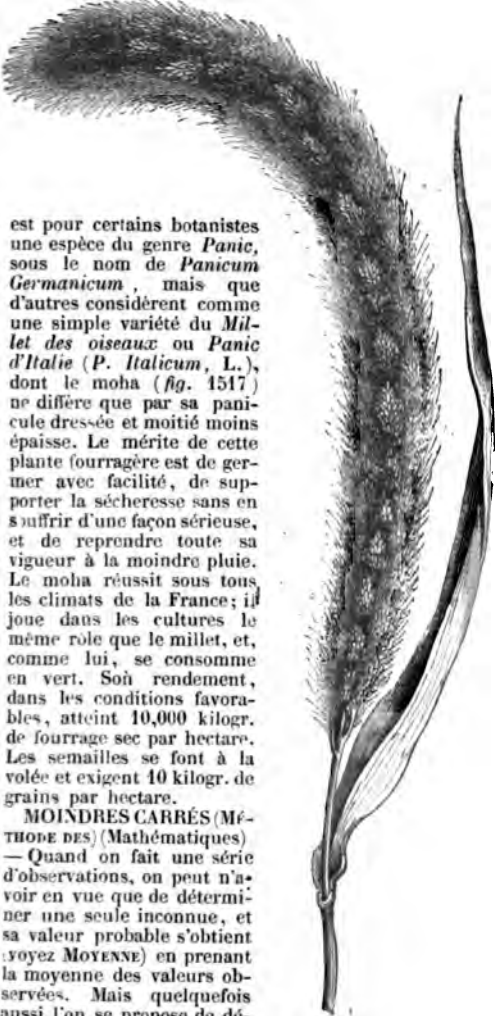 est pour certains botanistes
une espèce du genre Panic,
sous le nom de Panicum
Germanicum, mais que
d'autres considèrent comme
une simple variété du Mil-
let des oiseaux ou Panic
d'Italie (P. Italicum, L.),
dont le moha (fig. 1517)
ne diffère que par sa pani-
cule dressée et moitié moins
épaisse. Le mérite de cette
plante fourragère est de ger-
mer avec facilité, de sup-
porter la sécheresse sans en
souffrir d'une façon sérieuse,
et de reprendre toute sa
vigueur à la moindre pluie.
Le moha réussit sous tous
les climats de la France; il
joue dans les cultures le
même rôle que le millet, et,
comme lui, se consomme
en vert. Son rendement,
dans les conditions favora-
bles, atteint 10,000 kilogr.
de fourrage sec par hectare.
Les semailles se font à la
volée et exigent 10 kilogr. de
grains par hectare.
MOINDRES CARRÉS (MÉ-
THODE DES) (Mathématiques)
— Quand on fait une série
d'observations, on peut n'a-
voir en vue que de détermi-
ner une seule inconnue, et
sa valeur probable s'obtient
(voyez MOYENNE) en prenant
la moyenne des valeurs ob-
servées. Mais quelquefois
aussi l'on se propose de dé-